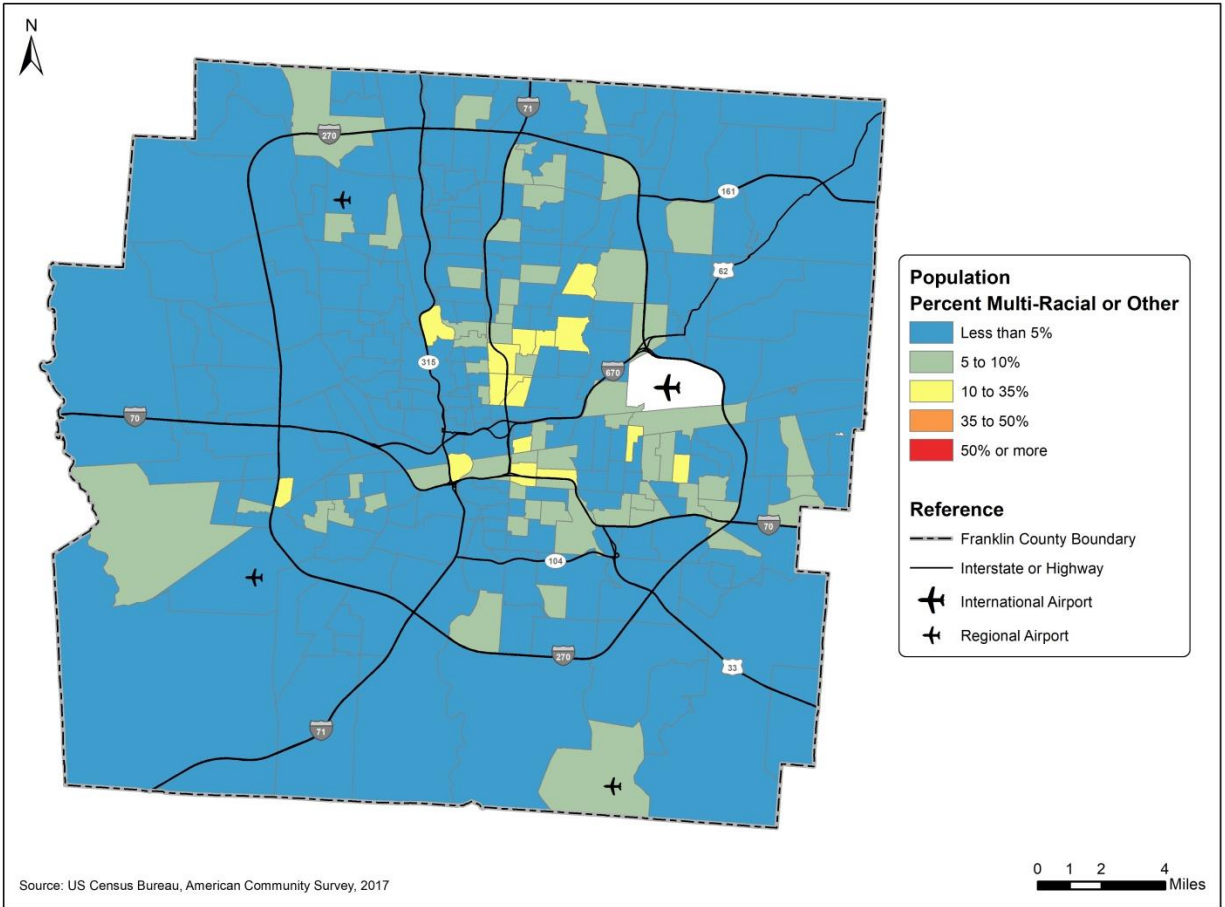 N
71
270
161
62
315
670
70
70
104
270
33
71
Population
Percent Multi-Racial or Other
Less than 5%
5 to 10%
10 to 35%
35 to 50%
50% or more
Reference
Franklin County Boundary
Interstate or Highway
International Airport
Regional Airport
Source: US Census Bureau, American Community Survey, 2017
0 1 2 4
Miles